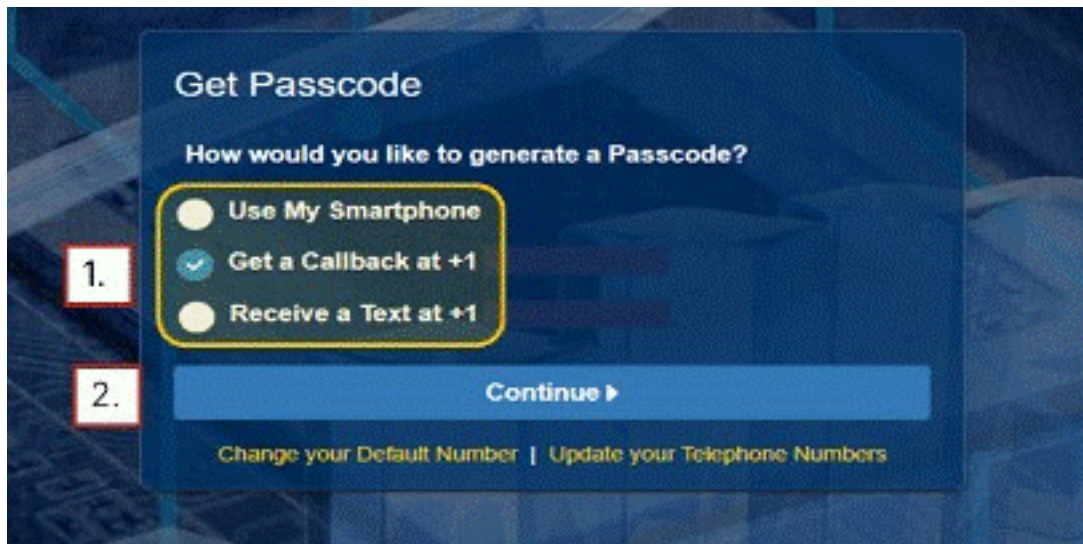 Get Passcode
How would you like to generate a Passcode?
Use My Smartphone
1.
Get a Callback at +1
Receive a Text at +1
2.
Continue
Change your Default Number | Update your Telephone Numbers